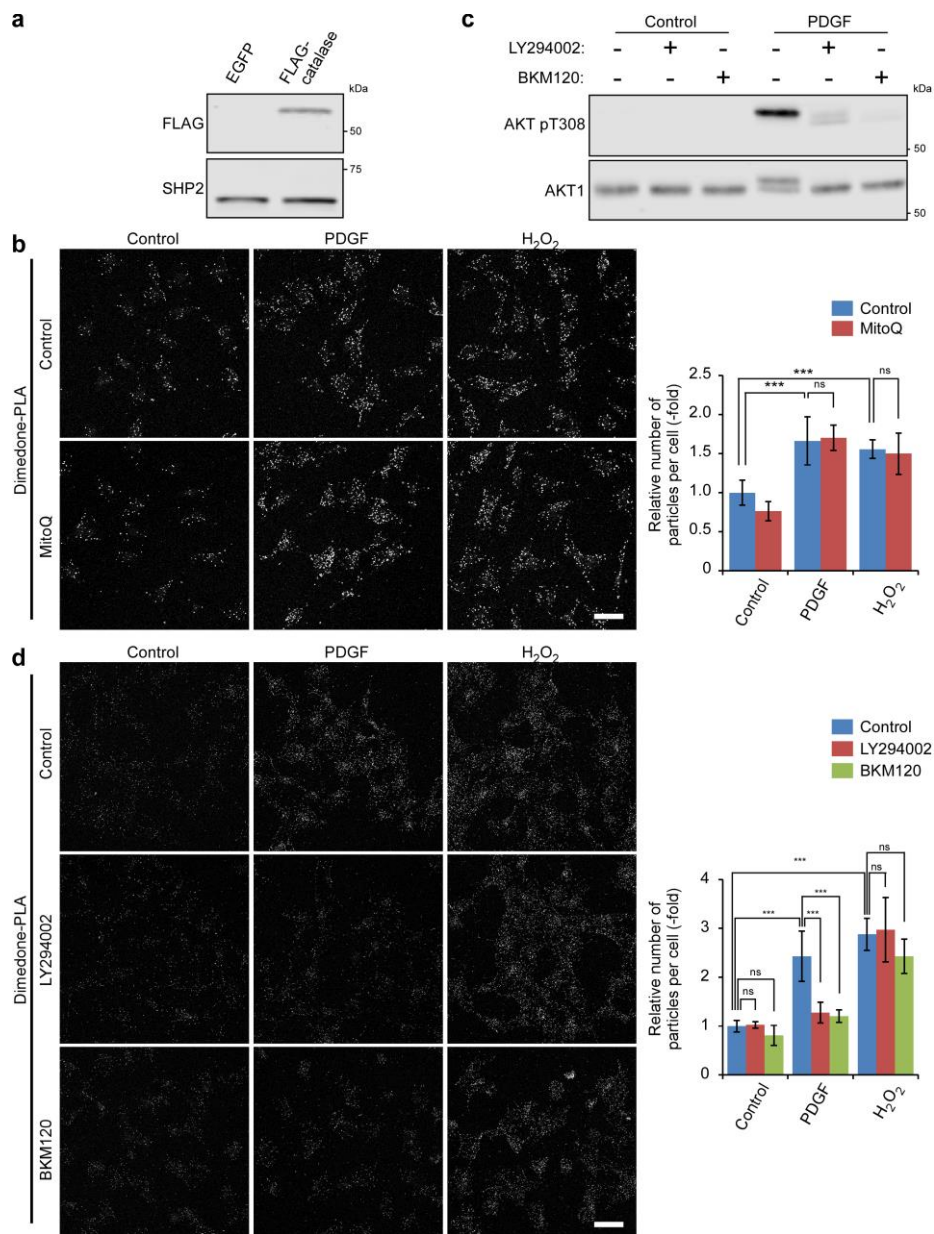 a
EGFP
FLAG-
catalase
kDa
FLAG
50
75
SHP2
c
Control PDGF
LY294002: - + - - + -
BKM120: - - + - - +
kDa
AKT pT308
50
AKT1
50
b
Control PDGF H₂O₂
Dimedone-PLA
Control
MitoQ
Control
MitoQ
Relative number of
particles per cell (-fold)
2.5
2.0
1.5
1.0
0.5
0
***
***
ns
ns
Control
PDGF
H₂O₂
d
Control PDGF H₂O₂
Dimedone-PLA
Control
LY294002
BKM120
Control
LY294002
BKM120
Relative number of
particles per cell (-fold)
4
3
2
1
0
ns
ns
***
***
***
***
ns
ns
Control
PDGF
H₂O₂